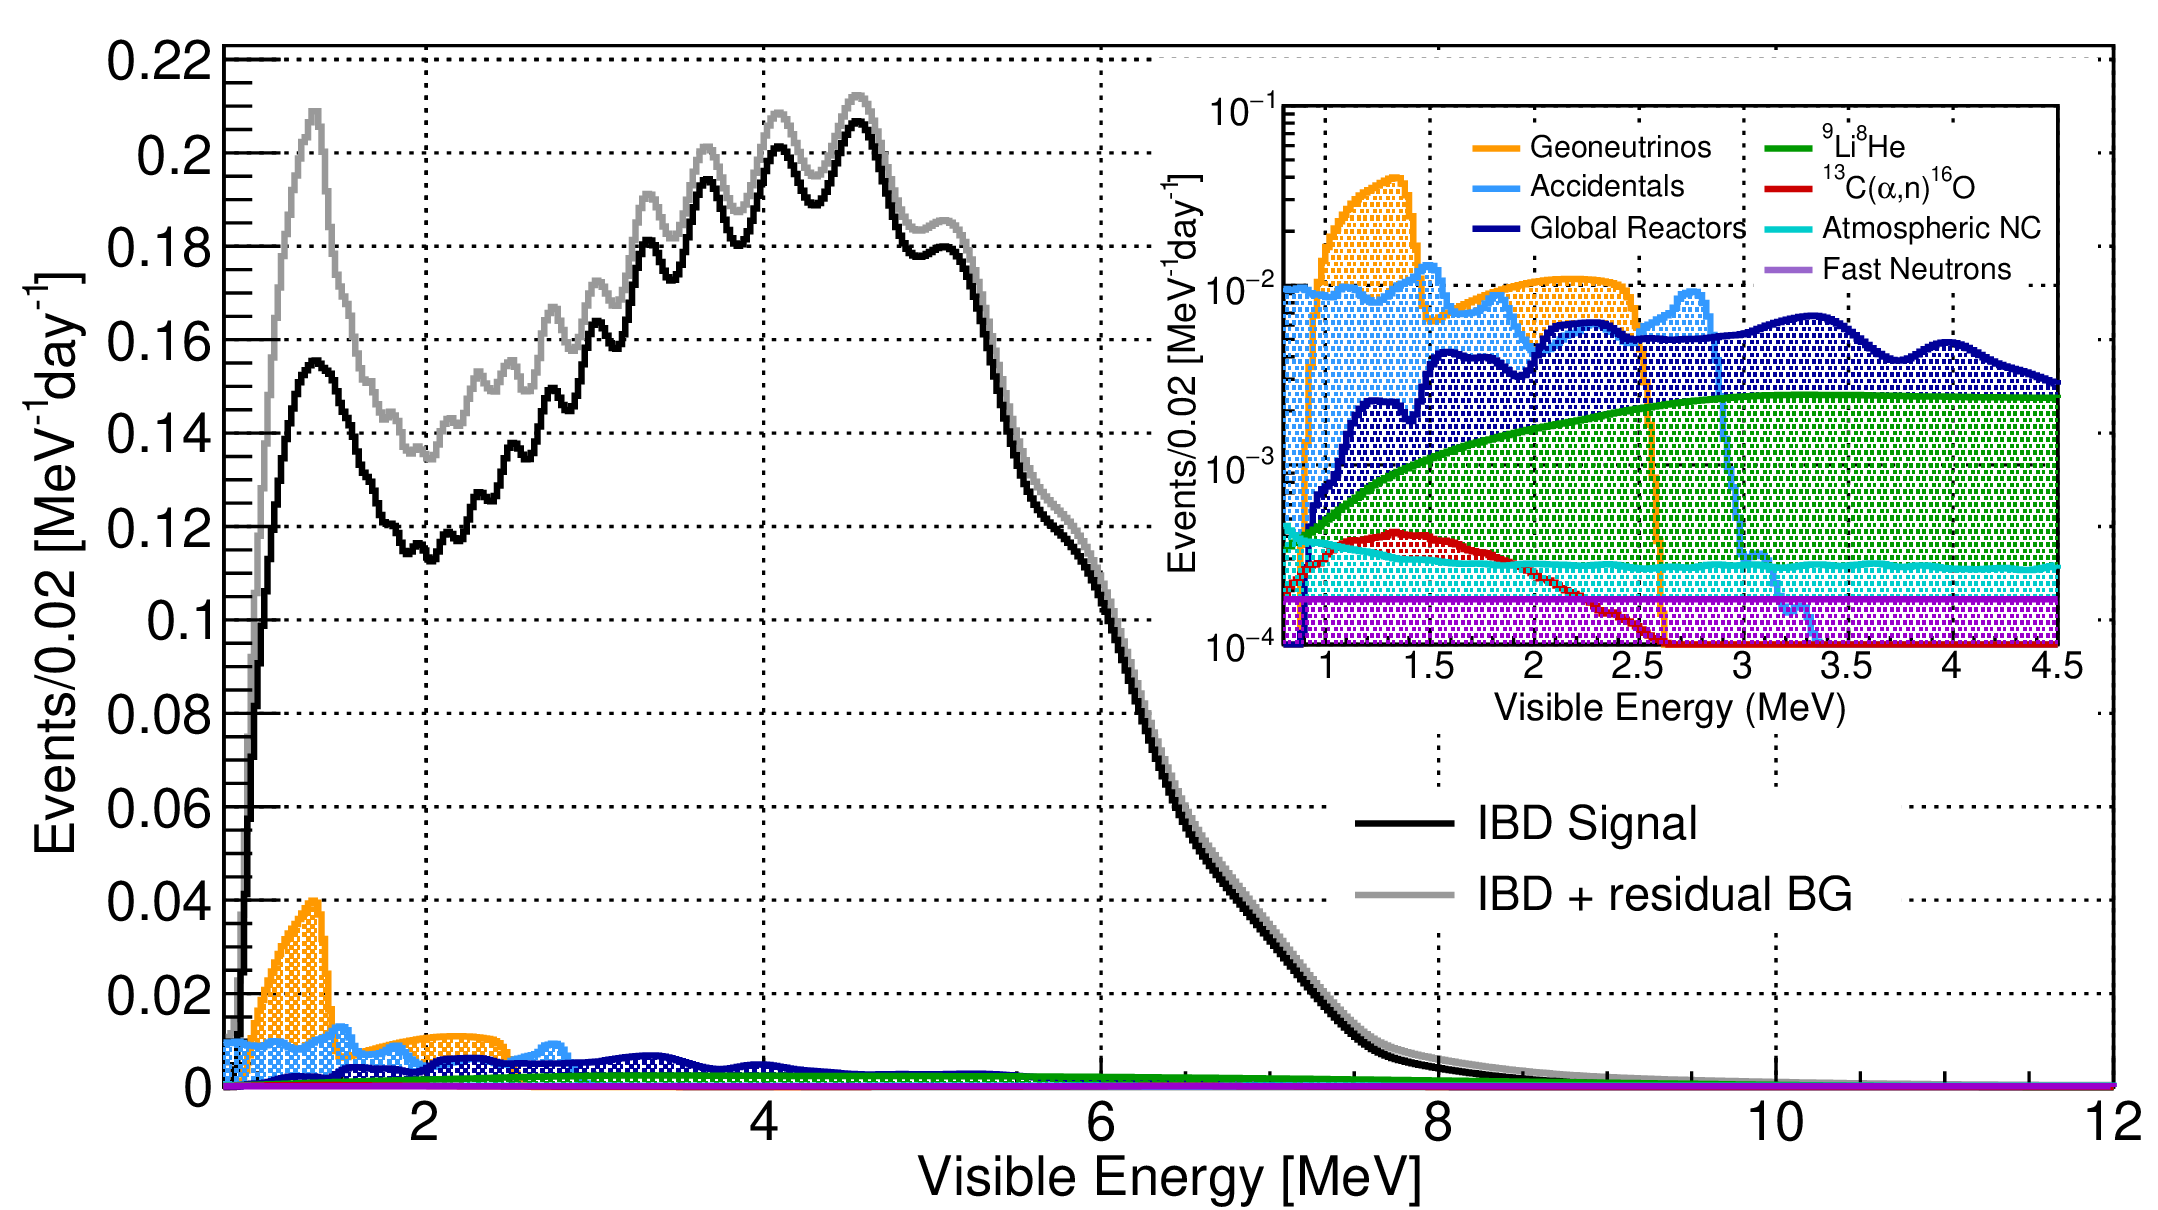 0.22
0.2
0.18
0.16
0.14
0.12
0.1
0.08
0.06
0.04
0.02
0
Events/0.02 [MeV⁻¹day⁻¹]
2 4 6 8 10 12
Visible Energy [MeV]
10⁻¹
10⁻²
10⁻³
10⁻⁴
Events/0.02 [MeV⁻¹day⁻¹]
Geoneutrinos
Accidentals
Global Reactors
⁹Li⁸He
¹³C(α,n)¹⁶O
Atmospheric NC
Fast Neutrons
1 1.5 2 2.5 3 3.5 4 4.5
Visible Energy (MeV)
IBD Signal
IBD + residual BG